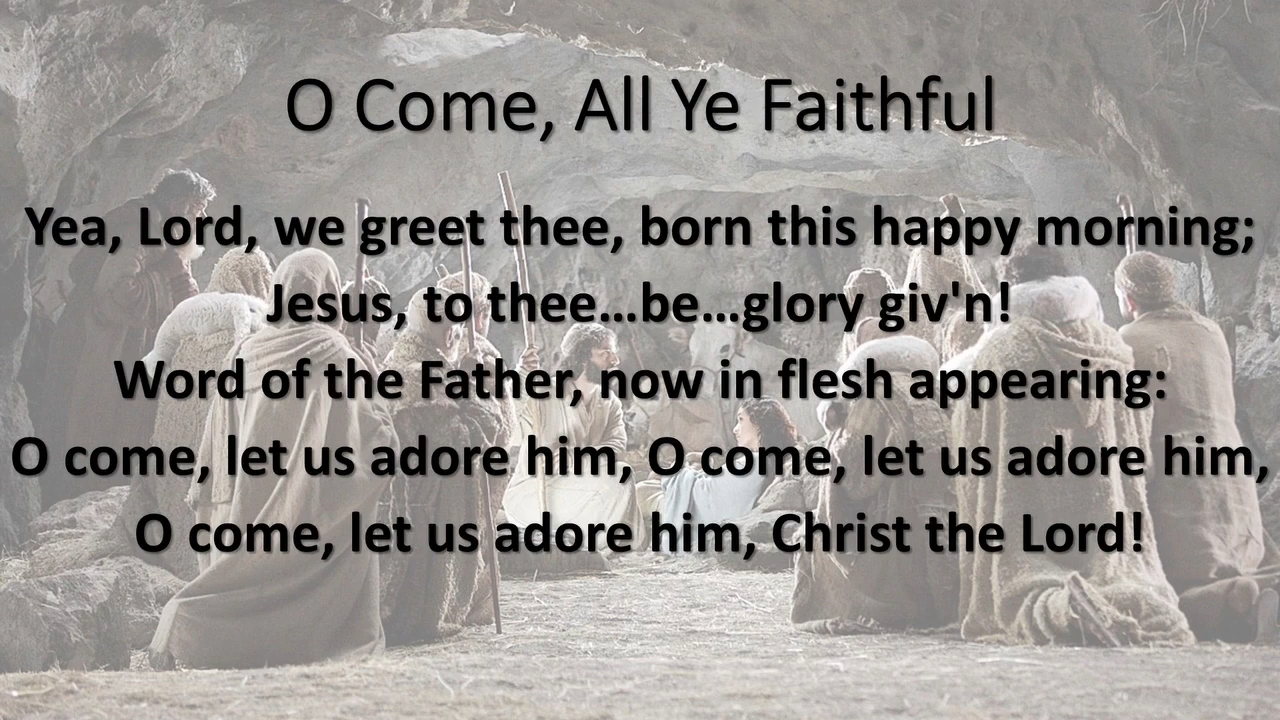 O Come, All Ye Faithful
Yea, Lord, we greet thee, born this happy morning;
Jesus, to thee…be…glory giv'n!
Word of the Father, now in flesh appearing:
O come, let us adore him, O come, let us adore him,
O come, let us adore him, Christ the Lord!